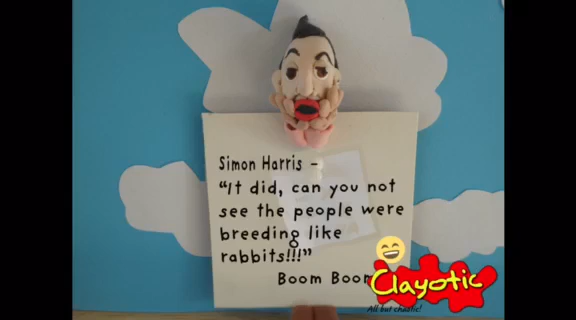 Simon Harris -
"It did, can you not
see the people were
breeding like
rabbits!!!"
Boom Boom
Clayotic
All but chaotic!